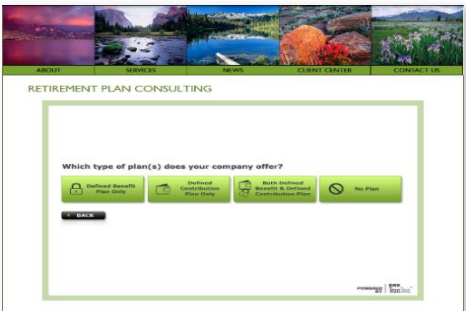 ABOUT SERVICES NEWS CLIENT CENTER CONTACT US
RETIREMENT PLAN CONSULTING
Which type of plan(s) does your company offer?
Defined Benefit
Plan Only
Defined
Contribution
Plan Only
Both Defined
Benefit & Defined
Contribution Plan
No Plan
BACK
POWERED
BY